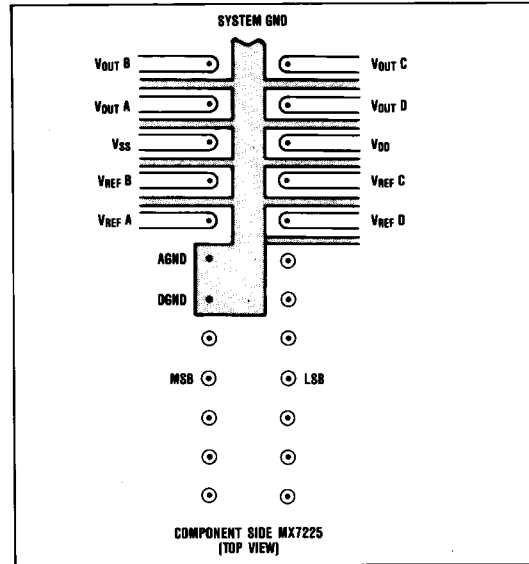 SYSTEM GND
VOUT B VOUT C
VOUT A VOUT D
VSS VDD
VREF B VREF C
VREF A VREF D
AGND
DGND
MSB LSB
COMPONENT SIDE MX7225
(TOP VIEW)